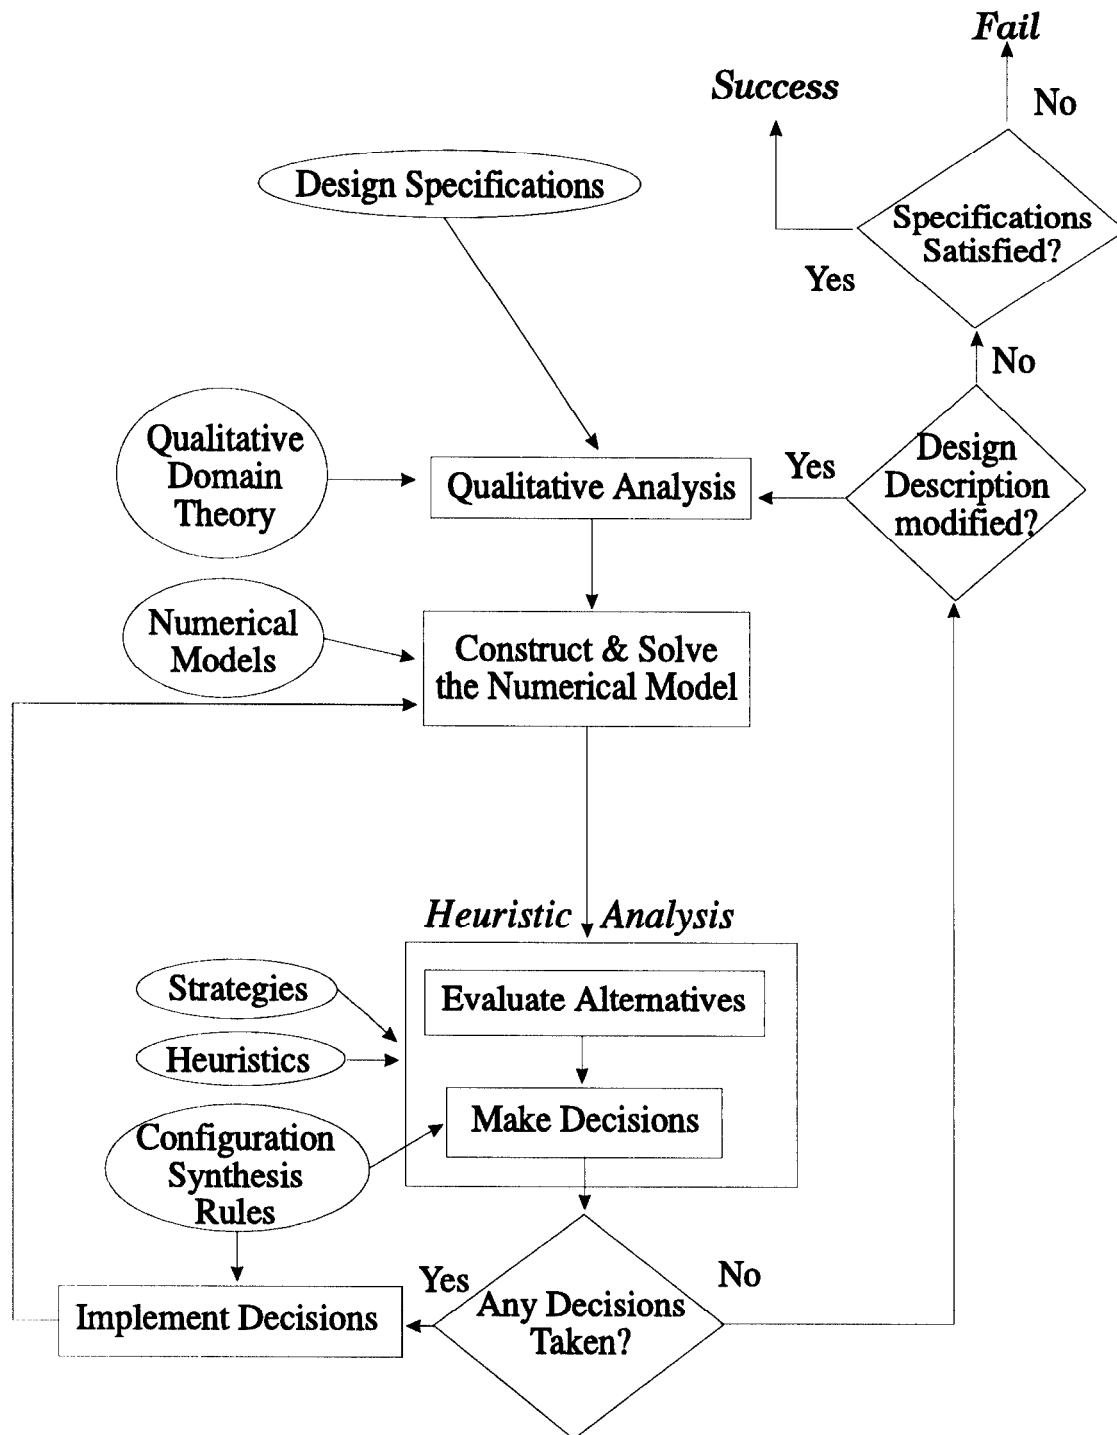 Fail
Success
No
Design Specifications
Specifications
Satisfied?
Yes
No
Qualitative
Domain
Theory
Qualitative Analysis
Yes
Design
Description
modified?
Numerical
Models
Construct & Solve
the Numerical Model
Heuristic Analysis
Strategies
Evaluate Alternatives
Heuristics
Make Decisions
Configuration
Synthesis
Rules
Yes
No
Implement Decisions
Any Decisions
Taken?